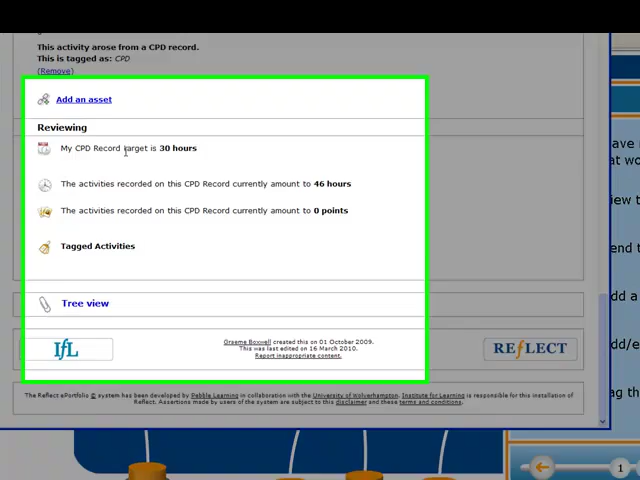 This activity arose from a CPD record.
This is tagged as: CPD
(Remove)
Add an asset
Reviewing
My CPD Record target is 30 hours
The activities recorded on this CPD Record currently amount to 46 hours
The activities recorded on this CPD Record currently amount to 0 points
Tagged Activities
Tree view
IfL
Graeme Boxwell created this on 01 October 2009.
This was last edited on 16 March 2010.
Report inappropriate content.
REfLECT
The Reflect ePortfolio © system has been developed by Pebble Learning in collaboration with the University of Wolverhampton. Institute for Learning is responsible for this installation of
Reflect. Assertions made by users of the system are subject to this disclaimer and these terms and conditions.
ave
at wo
iew t
end t
dd a
dd/e
ag th
1